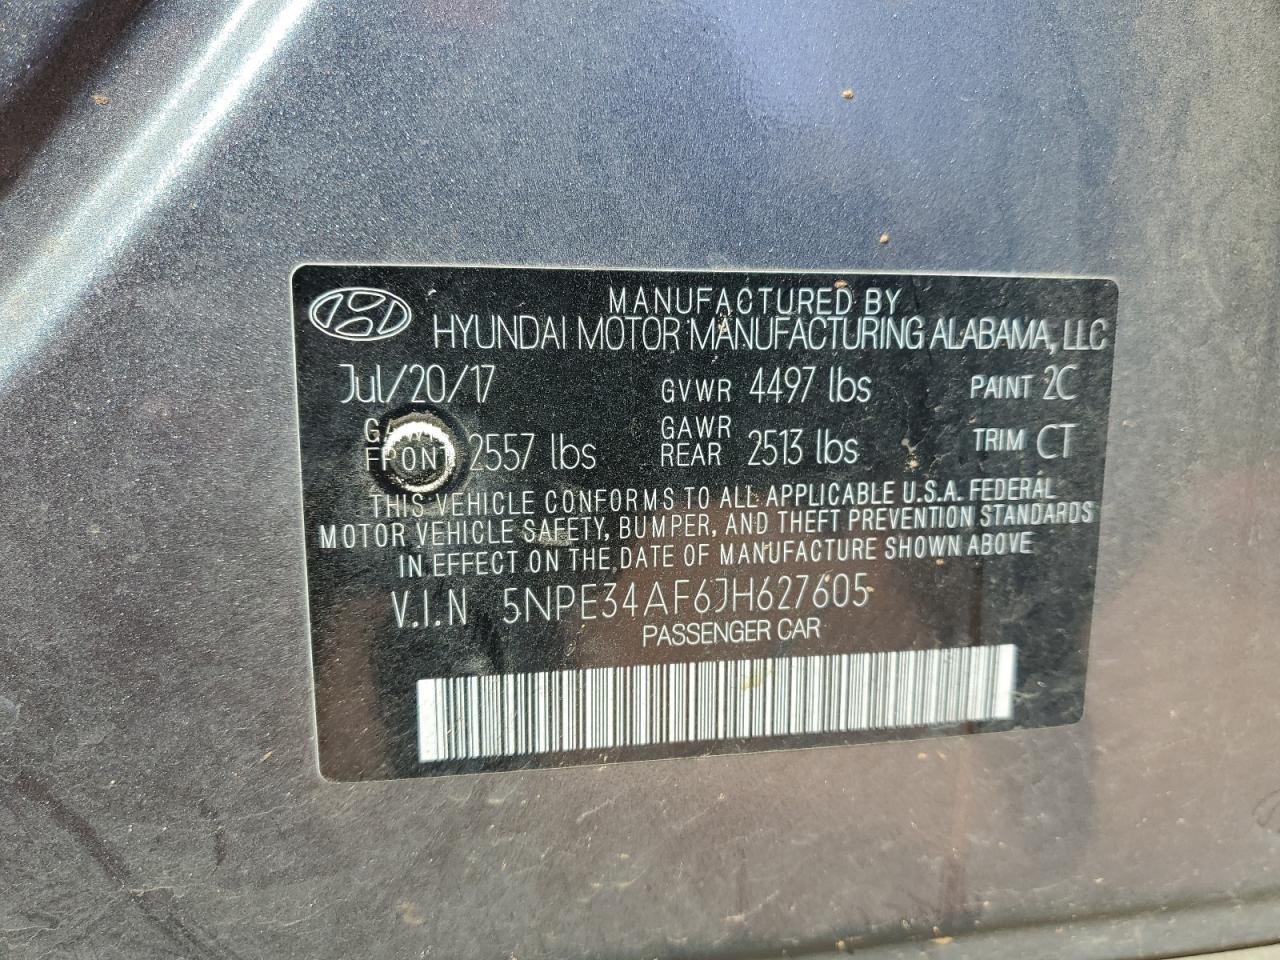 MANUFACTURED BY
HYUNDAI MOTOR MANUFACTURING ALABAMA, LLC
Jul/20/17 GVWR 4497 lbs PAINT 2C
GAWR FRONT 2557 lbs GAWR REAR 2513 lbs TRIM CT
THIS VEHICLE CONFORMS TO ALL APPLICABLE U.S.A. FEDERAL
MOTOR VEHICLE SAFETY, BUMPER, AND THEFT PREVENTION STANDARDS
IN EFFECT ON THE DATE OF MANUFACTURE SHOWN ABOVE
V.I.N 5NPE34AF6JH627605
PASSENGER CAR